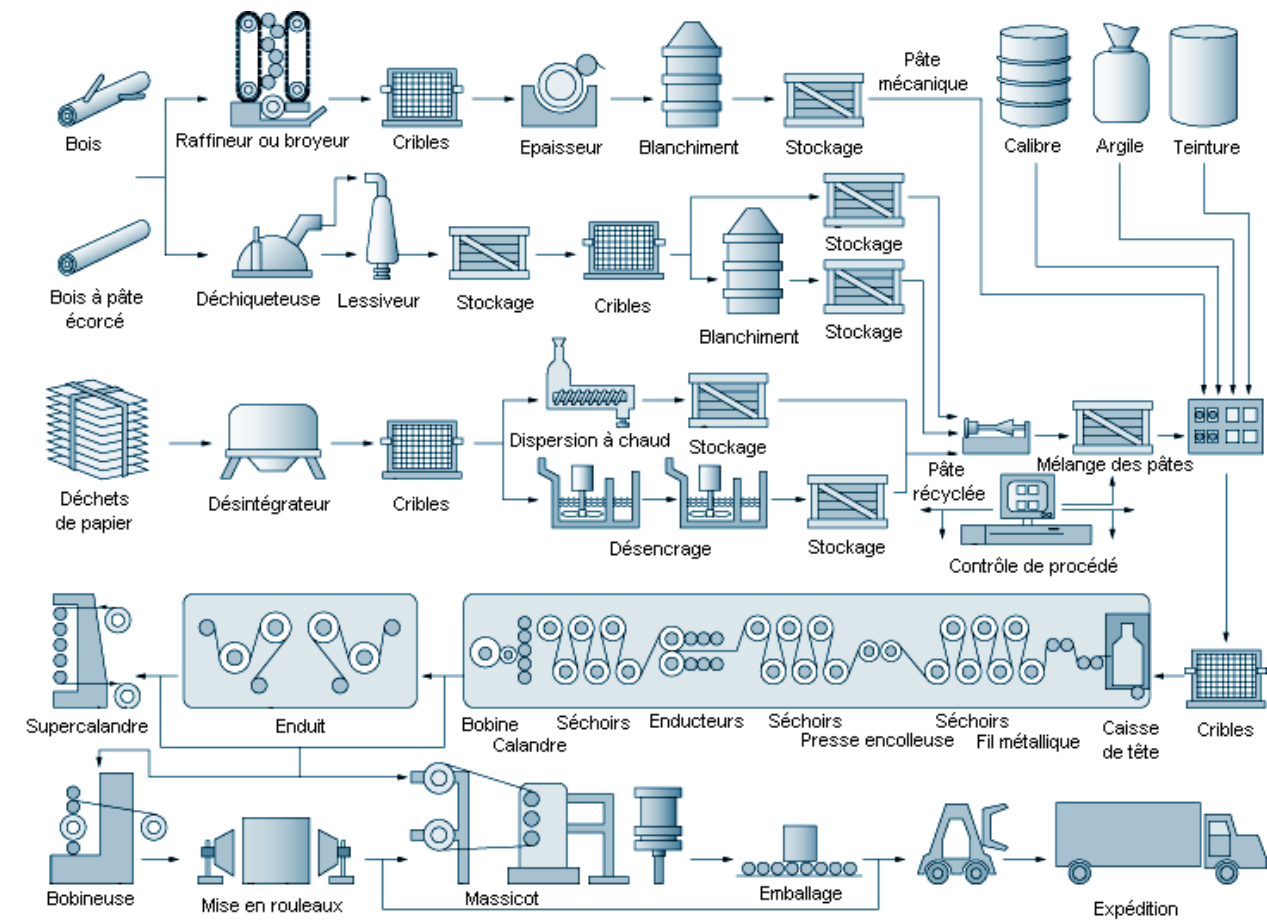 Pâte
mécanique
Bois
Raffineur ou broyeur
Cribles
Epaisseur
Blanchiment
Stockage
Calibre
Argile
Teinture
Stockage
Bois à pâte
écorcé
Déchiqueteuse
Lessiveur
Stockage
Cribles
Blanchiment
Stockage
Dispersion à chaud
Stockage
Déchets
de papier
Désintégrateur
Cribles
Désencrage
Stockage
Pâte
récyclée
Mélange des pâtes
Contrôle de procédé
Supercalandre
Enduit
Bobine
Calandre
Séchoirs
Enducteurs
Séchoirs
Presse encolleuse
Séchoirs
Fil métallique
Caisse
de tête
Cribles
Bobineuse
Mise en rouleaux
Massicot
Emballage
Expédition